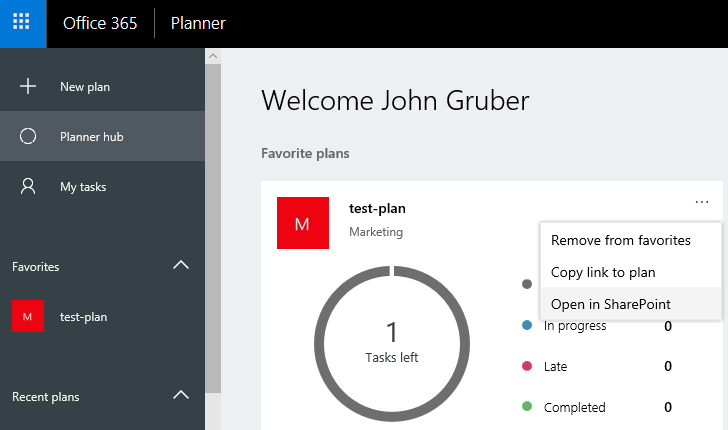 Office 365 Planner
New plan
Planner hub
My tasks
Favorites
M test-plan
Recent plans
Welcome John Gruber
Favorite plans
M
test-plan
...
Marketing
Remove from favorites
Copy link to plan
Open in SharePoint
1
Tasks left
In progress 0
Late 0
Completed 0